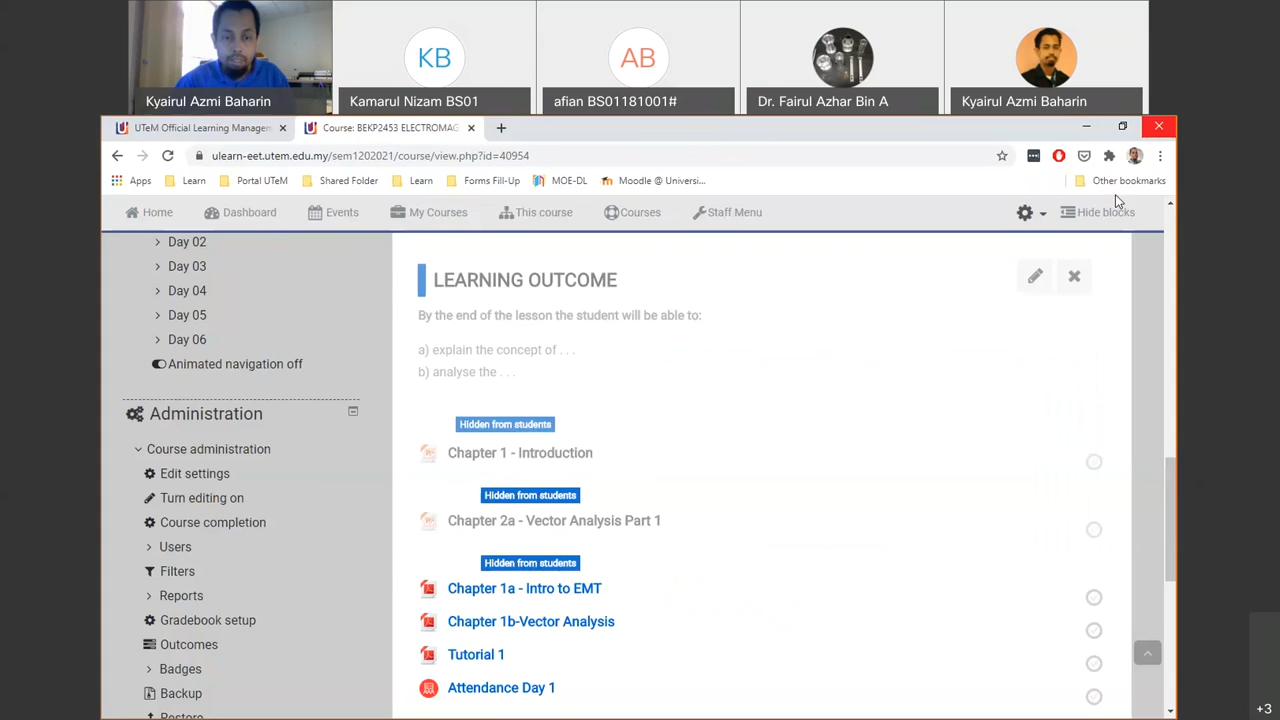 KB
AB
Kyairul Azmi Baharin
Kamarul Nizam BS01
afian BS01181001#
Dr. Fairul Azhar Bin A
Kyairul Azmi Baharin
UTeM Official Learning Managem
Course: BEKP2453 ELECTROMAG
ulearn-eet.utem.edu.my/sem1202021/course/view.php?id=40954
Apps
Learn
Portal UTeM
Shared Folder
Learn
Forms Fill-Up
MOE-DL
Moodle @ Universi...
Other bookmarks
Home
Dashboard
Events
My Courses
This course
Courses
Staff Menu
Hide blocks
Day 02
Day 03
Day 04
Day 05
Day 06
Animated navigation off
Administration
Course administration
Edit settings
Turn editing on
Course completion
Users
Filters
Reports
Gradebook setup
Outcomes
Badges
Backup
Restore
LEARNING OUTCOME
By the end of the lesson the student will be able to:
a) explain the concept of . . .
b) analyse the . . .
Hidden from students
Chapter 1 - Introduction
Hidden from students
Chapter 2a - Vector Analysis Part 1
Hidden from students
Chapter 1a - Intro to EMT
Chapter 1b-Vector Analysis
Tutorial 1
Attendance Day 1
+3